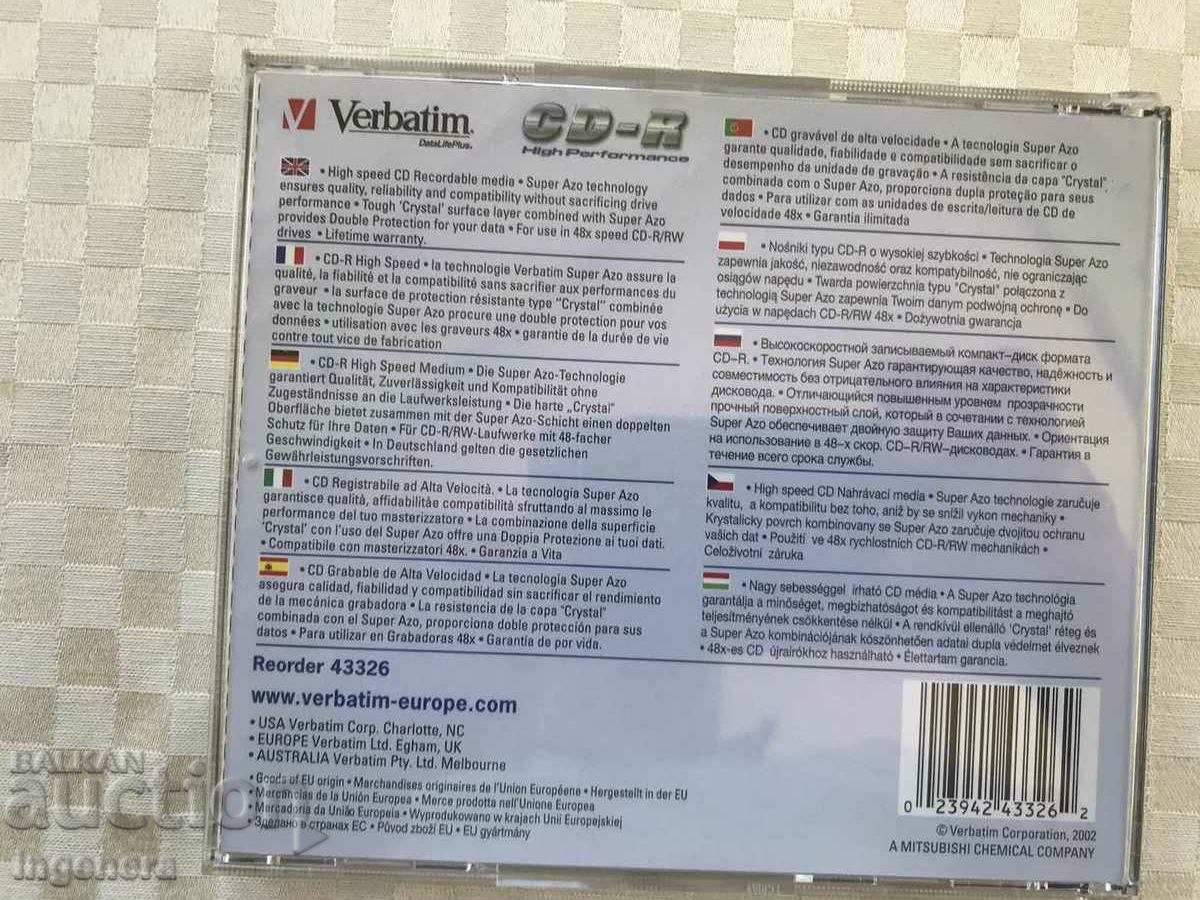 Verbatim.
DataLifePlus.
CD-R
High Performance
• High speed CD Recordable media • Super Azo technology
ensures quality, reliability and compatibility without sacrificing drive
performance • Tough 'Crystal' surface layer combined with Super Azo
provides Double Protection for your data • For use in 48x speed CD-R/RW
drives • Lifetime warranty.
• CD-R High Speed • la technologie Verbatim Super Azo assure la
qualité, la fiabilité et la compatibilité sans sacrifier aux performances du
graveur • la surface de protection résistante type "Crystal" combinée
avec la technologie Super Azo procure une double protection pour vos
données • utilisation avec les graveurs 48x • garantie de la durée de vie
contre tout vice de fabrication
• CD-R High Speed Medium • Die Super Azo-Technologie
garantiert Qualität, Zuverlässigkeit und Kompatibilität ohne
Zugeständnisse an die Laufwerksleistung • Die harte „Crystal"
Oberfläche bietet zusammen mit der Super Azo-Schicht einen doppelten
Schutz für Ihre Daten • Für CD-R/RW-Laufwerke mit 48-facher
Geschwindigkeit • In Deutschland gelten die gesetzlichen
Gewährleistungsvorschriften.
• CD Registrabile ad Alta Velocità. • La tecnologia Super Azo
garantisce qualità, affidabilitàe compatibilità sfruttando al massimo le
performance del tuo masterizzatore • La combinazione della superficie
'Crystal' con l'uso del Super Azo offre una Doppia Protezione ai tuoi dati.
• Compatibile con masterizzatori 48x. • Garanzia a Vita
• CD Grabable de Alta Velocidad • La tecnología Super Azo
asegura calidad, fiabilidad y compatibilidad sin sacrificar el rendimiento
de la mecánica grabadora • La resistencia de la capa "Crystal"
combinada con el Super Azo, proporciona doble protección para sus
datos • Para utilizar en Grabadoras 48x • Garantía de por vida.
Reorder 43326
www.verbatim-europe.com
• USA Verbatim Corp. Charlotte, NC
• EUROPE Verbatim Ltd. Egham, UK
• AUSTRALIA Verbatim Pty. Ltd. Melbourne
• Goods of EU origin • Marchandises originaires de l'Union Européene • Hergestellt in der EU
• Mercancias de la Unión Europea • Merce prodotta nell'Unione Europea
• Mercadoria da União Europeia • Wyprodukowano w krajach Unii Europejskiej
• Зделано в странах ЕС • Původ zboží EU • EU gyártmány
• CD gravável de alta velocidade • A tecnologia Super Azo
garante qualidade, fiabilidade e compatibilidade sem sacrificar o
desempenho da unidade de gravação • A resistência da capa "Crystal",
combinada com o Super Azo, proporciona dupla proteção para seus
dados • Para utilizar com as unidades de escrita/leitura de CD de
velocidade 48x • Garantia ilimitada
• Nośniki typu CD-R o wysokiej szybkości • Technologia Super Azo
zapewnia jakość, niezawodność oraz kompatybilność, nie ograniczając
osiągów napędu • Twarda powierzchnia typu "Crystal" połączona z
technologią Super Azo zapewnia Twoim danym podwójną ochronę • Do
użycia w napędach CD-R/RW 48x • Dożywotnia gwarancja
• Высокоскоростной записываемый компакт-диск формата
CD-R. • Технология Super Azo гарантирующая качество, надёжность и
совместимость без отрицательного влияния на характеристики
дисковода. • Отличающийся повышенным уровнем прозрачности
прочный поверхностный слой, который в сочетании с технологией
Super Azo обеспечивает двойную защиту Ваших данных. • Ориентация
на использование в 48-х скор. CD-R/RW-дисководах. • Гарантия в
течение всего срока службы.
• High speed CD Nahrávací media • Super Azo technologie zaručuje
kvalitu, a kompatibilitu bez toho, aniž by se snížil vykon mechaniky •
Krystalicky povrch kombinovany se Super Azo zaručuje dvojitou ochranu
vašich dat • Použití ve 48x rychlostních CD-R/RW mechanikách •
Celoživotní záruka
• Nagy sebességgel írható CD média • A Super Azo technológia
garantálja a minőséget, megbízhatóságot és kompatibilitást a meghajtó
teljesítményének csökkentése nélkül • A rendkívül ellenálló 'Crystal' réteg és
a Super Azo kombinációjának köszönhetően adatai dupla védelmet élveznek
• 48x-es CD újraírókhoz használható • Élettartam garancia.
0 23942 43326 2
© Verbatim Corporation, 2002
A MITSUBISHI CHEMICAL COMPANY
BALKAN
auctio
ingenera